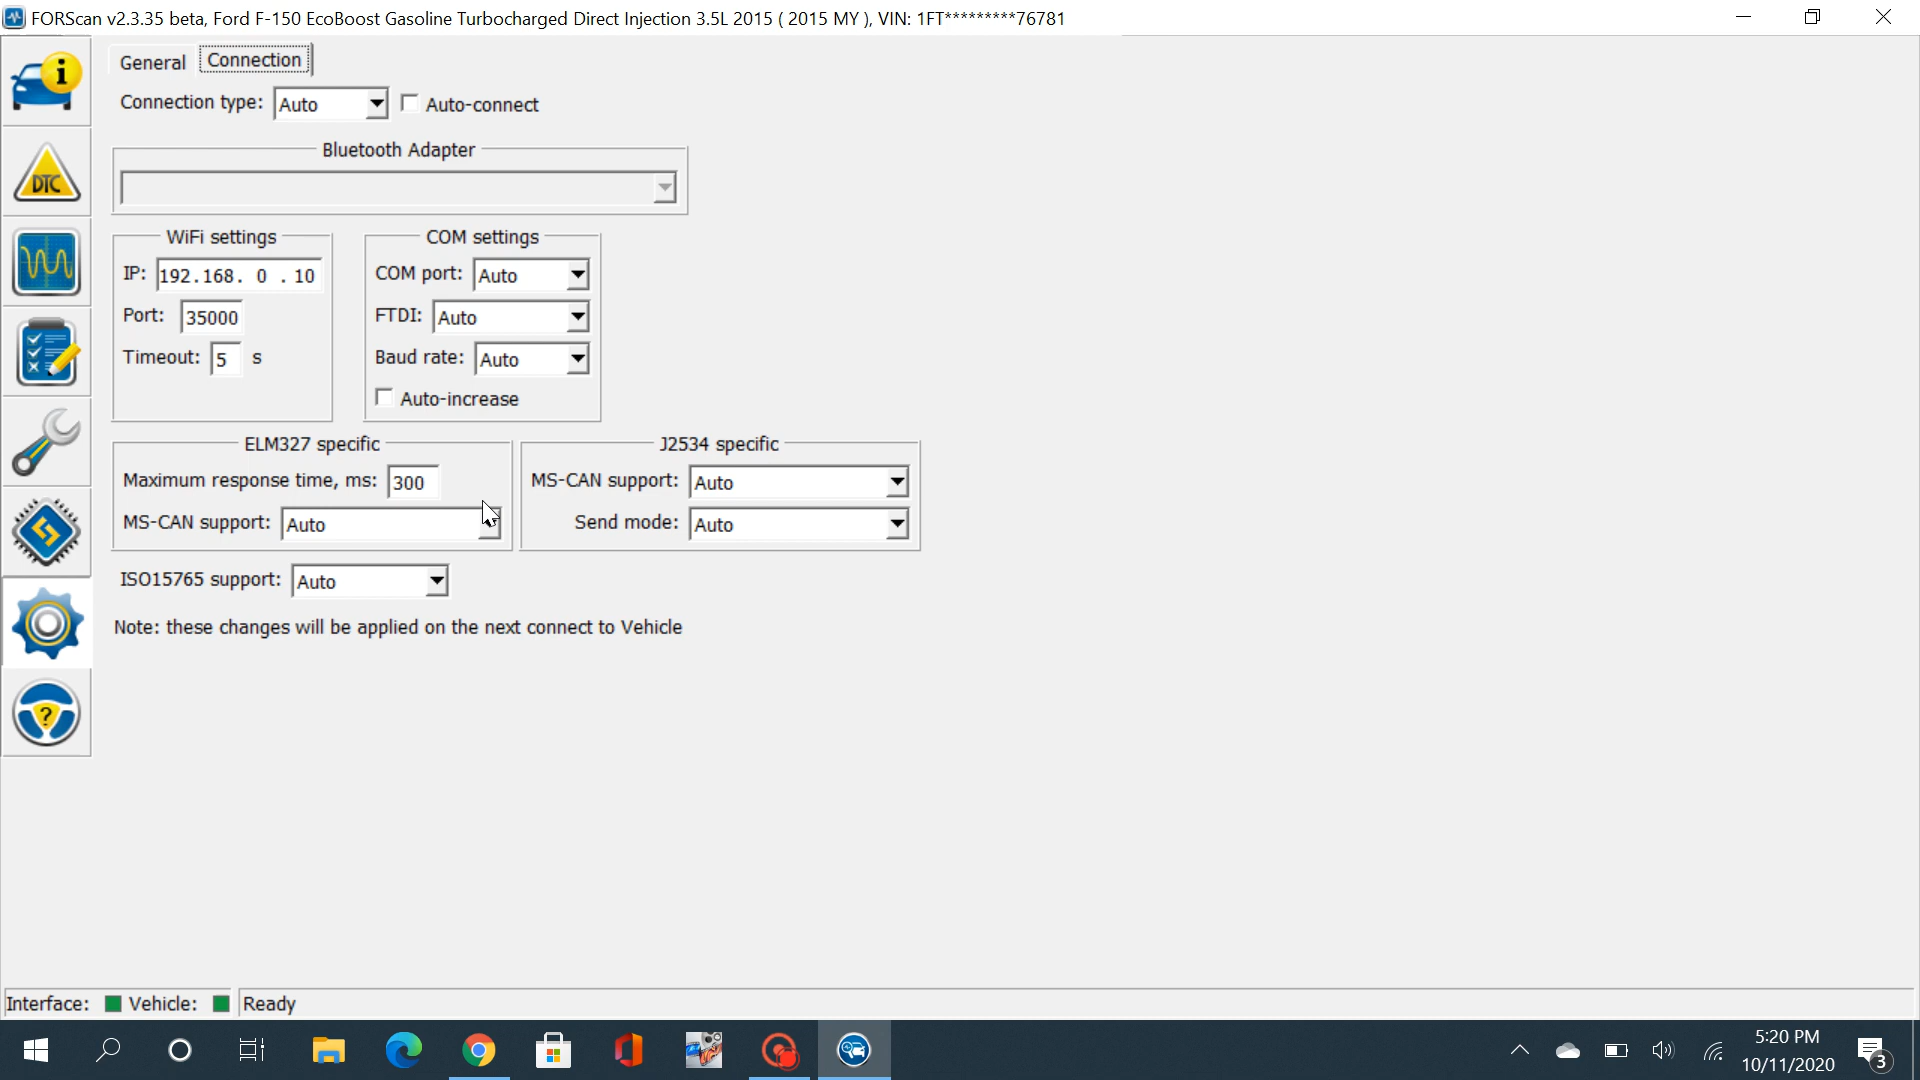 FORScan v2.3.35 beta, Ford F-150 EcoBoost Gasoline Turbocharged Direct Injection 3.5L 2015 ( 2015 MY ), VIN: 1FT*********76781
General Connection
Connection type: Auto Auto-connect
Bluetooth Adapter
WiFi settings
IP: 192.168. 0 .10
Port: 35000
Timeout: 5 s
COM settings
COM port: Auto
FTDI: Auto
Baud rate: Auto
Auto-increase
ELM327 specific
Maximum response time, ms: 300
MS-CAN support: Auto
J2534 specific
MS-CAN support: Auto
Send mode: Auto
ISO15765 support: Auto
Note: these changes will be applied on the next connect to Vehicle
i
DTC
?
Interface: Vehicle: Ready
5:20 PM
10/11/2020
3